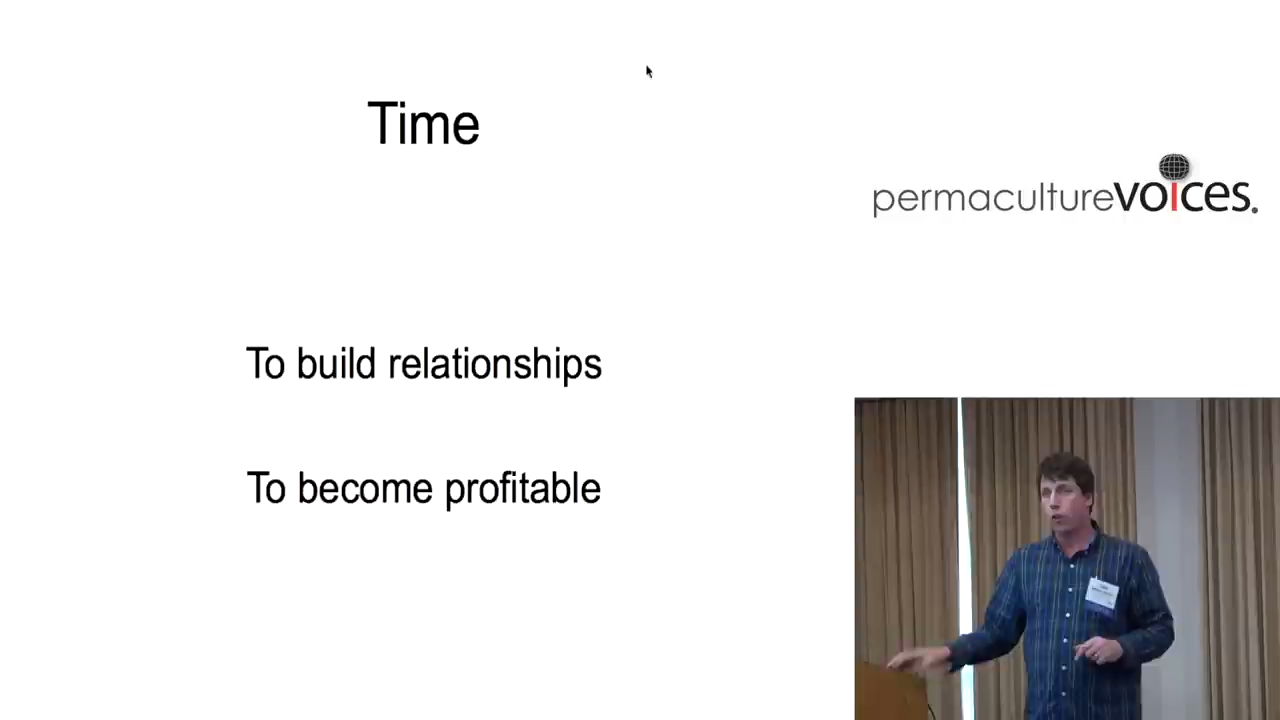 Time
permaculturevoices.
To build relationships
To become profitable